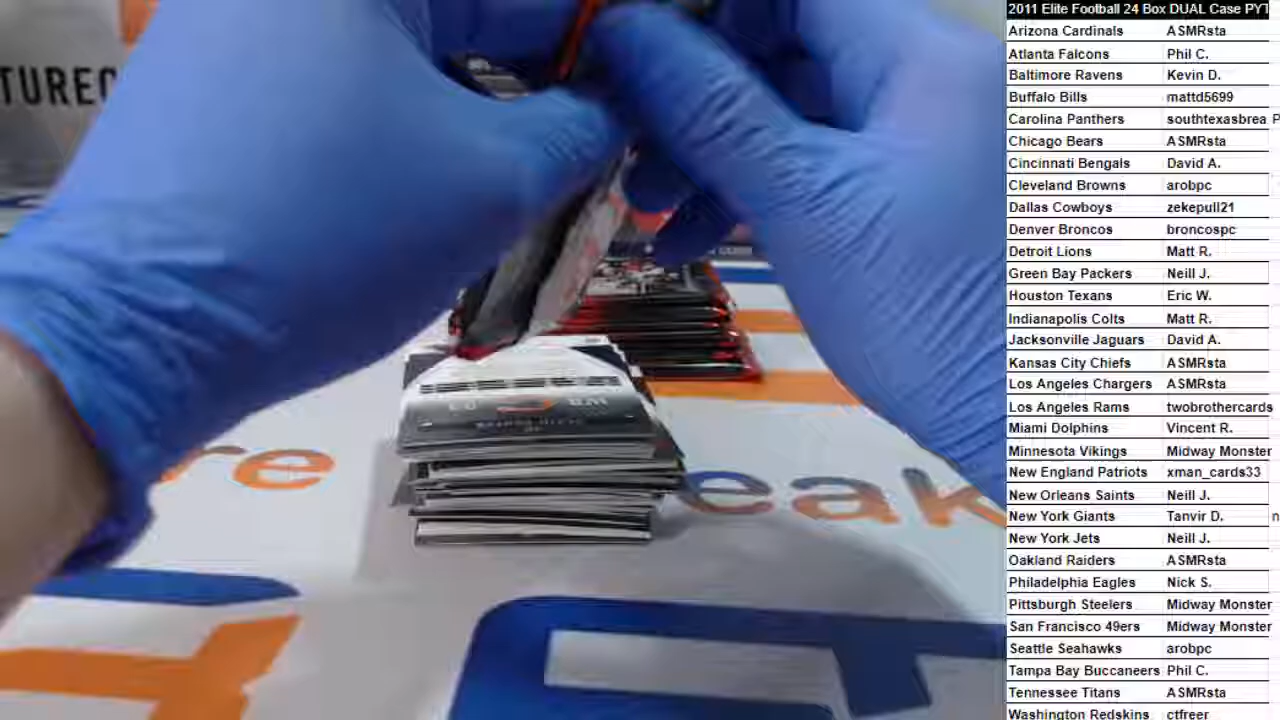 TUREC
re
eak
2011 Elite Football 24 Box DUAL Case PYT
Arizona Cardinals ASMRsta
Atlanta Falcons Phil C.
Baltimore Ravens Kevin D.
Buffalo Bills mattd5699
Carolina Panthers southtexasbrea P
Chicago Bears ASMRsta
Cincinnati Bengals David A.
Cleveland Browns arobpc
Dallas Cowboys zekepull21
Denver Broncos broncospc
Detroit Lions Matt R.
Green Bay Packers Neill J.
Houston Texans Eric W.
Indianapolis Colts Matt R.
Jacksonville Jaguars David A.
Kansas City Chiefs ASMRsta
Los Angeles Chargers ASMRsta
Los Angeles Rams twobrothercards
Miami Dolphins Vincent R.
Minnesota Vikings Midway Monster
New England Patriots xman_cards33
New Orleans Saints Neill J.
New York Giants Tanvir D. n
New York Jets Neill J.
Oakland Raiders ASMRsta
Philadelphia Eagles Nick S.
Pittsburgh Steelers Midway Monster
San Francisco 49ers Midway Monster
Seattle Seahawks arobpc
Tampa Bay Buccaneers Phil C.
Tennessee Titans ASMRsta
Washington Redskins ctfreer